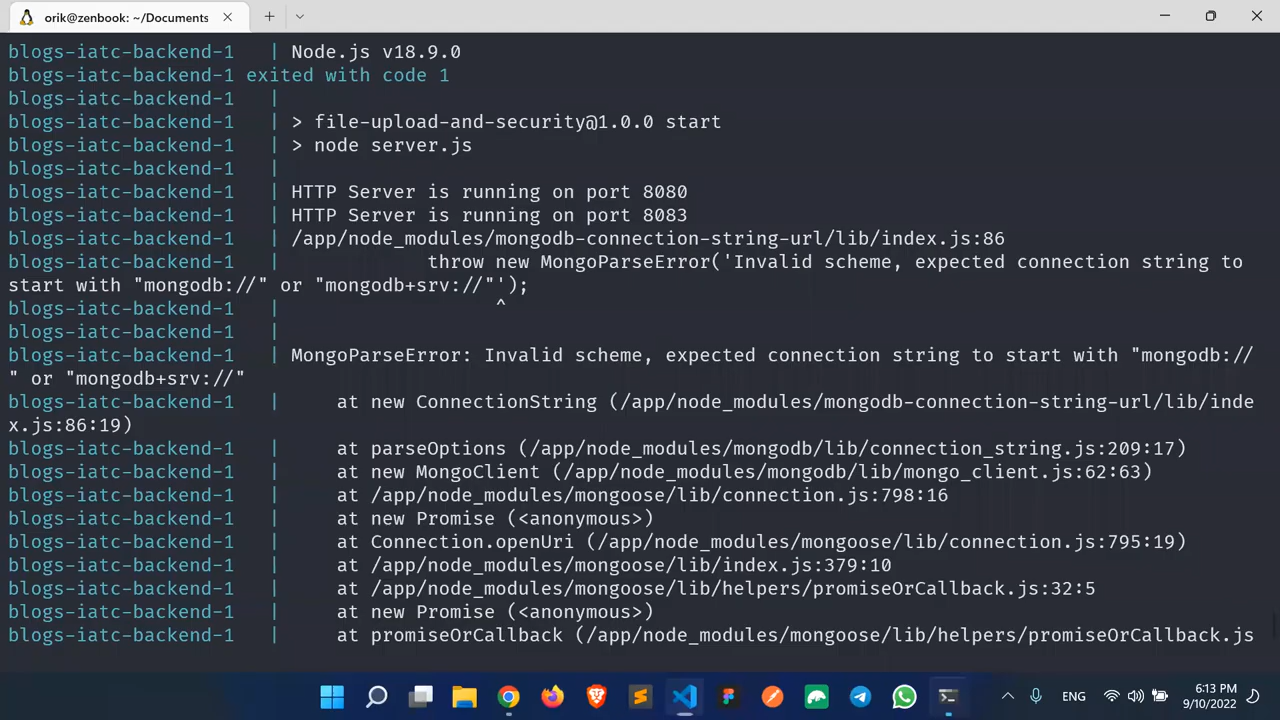 orik@zenbook: ~/Documents
blogs-iatc-backend-1 | Node.js v18.9.0
blogs-iatc-backend-1 exited with code 1
blogs-iatc-backend-1 |
blogs-iatc-backend-1 | > file-upload-and-security@1.0.0 start
blogs-iatc-backend-1 | > node server.js
blogs-iatc-backend-1 |
blogs-iatc-backend-1 | HTTP Server is running on port 8080
blogs-iatc-backend-1 | HTTP Server is running on port 8083
blogs-iatc-backend-1 | /app/node_modules/mongodb-connection-string-url/lib/index.js:86
blogs-iatc-backend-1 | throw new MongoParseError('Invalid scheme, expected connection string to
start with "mongodb://" or "mongodb+srv://"');
blogs-iatc-backend-1 | ^
blogs-iatc-backend-1 |
blogs-iatc-backend-1 | MongoParseError: Invalid scheme, expected connection string to start with "mongodb://
" or "mongodb+srv://"
blogs-iatc-backend-1 | at new ConnectionString (/app/node_modules/mongodb-connection-string-url/lib/inde
x.js:86:19)
blogs-iatc-backend-1 | at parseOptions (/app/node_modules/mongodb/lib/connection_string.js:209:17)
blogs-iatc-backend-1 | at new MongoClient (/app/node_modules/mongodb/lib/mongo_client.js:62:63)
blogs-iatc-backend-1 | at /app/node_modules/mongoose/lib/connection.js:798:16
blogs-iatc-backend-1 | at new Promise (<anonymous>)
blogs-iatc-backend-1 | at Connection.openUri (/app/node_modules/mongoose/lib/connection.js:795:19)
blogs-iatc-backend-1 | at /app/node_modules/mongoose/lib/index.js:379:10
blogs-iatc-backend-1 | at /app/node_modules/mongoose/lib/helpers/promiseOrCallback.js:32:5
blogs-iatc-backend-1 | at new Promise (<anonymous>)
blogs-iatc-backend-1 | at promiseOrCallback (/app/node_modules/mongoose/lib/helpers/promiseOrCallback.js
ENG
6:13 PM
9/10/2022